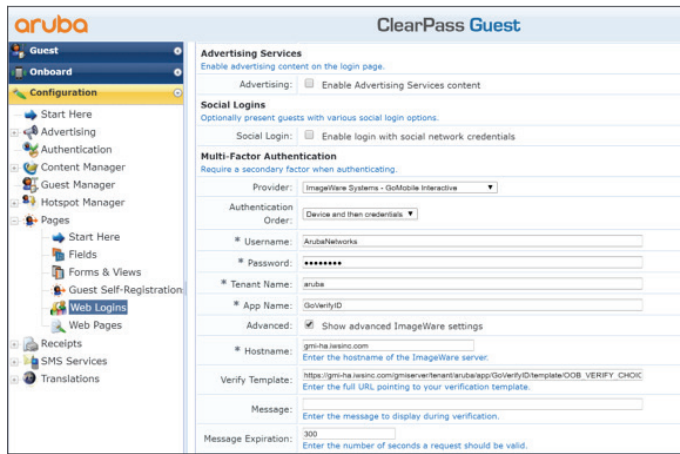 aruba
ClearPass Guest
Guest
Onboard
Configuration
Start Here
Advertising
Authentication
Content Manager
Guest Manager
Hotspot Manager
Pages
Start Here
Fields
Forms & Views
Guest Self-Registration
Web Logins
Web Pages
Receipts
SMS Services
Translations
Advertising Services
Enable advertising content on the login page.
Advertising: Enable Advertising Services content
Social Logins
Optionally present guests with various social login options.
Social Login: Enable login with social network credentials
Multi-Factor Authentication
Require a secondary factor when authenticating.
Provider: ImageWare Systems - GoMobile Interactive
Authentication
Order: Device and then credentials
* Username: ArubaNetworks
* Password: ••••••••
* Tenant Name: aruba
* App Name: GoVerifyID
Advanced: Show advanced ImageWare settings
* Hostname: gmi-ha.iwsinc.com
Enter the hostname of the ImageWare server.
Verify Template: https://gmi-ha.iwsinc.com/gmiserver/tenant/aruba/app/GoVerifyID/template/OOB_VERIFY_CHOIC
Enter the full URL pointing to your verification template.
Message:
Enter the message to display during verification.
Message Expiration: 300
Enter the number of seconds a request should be valid.